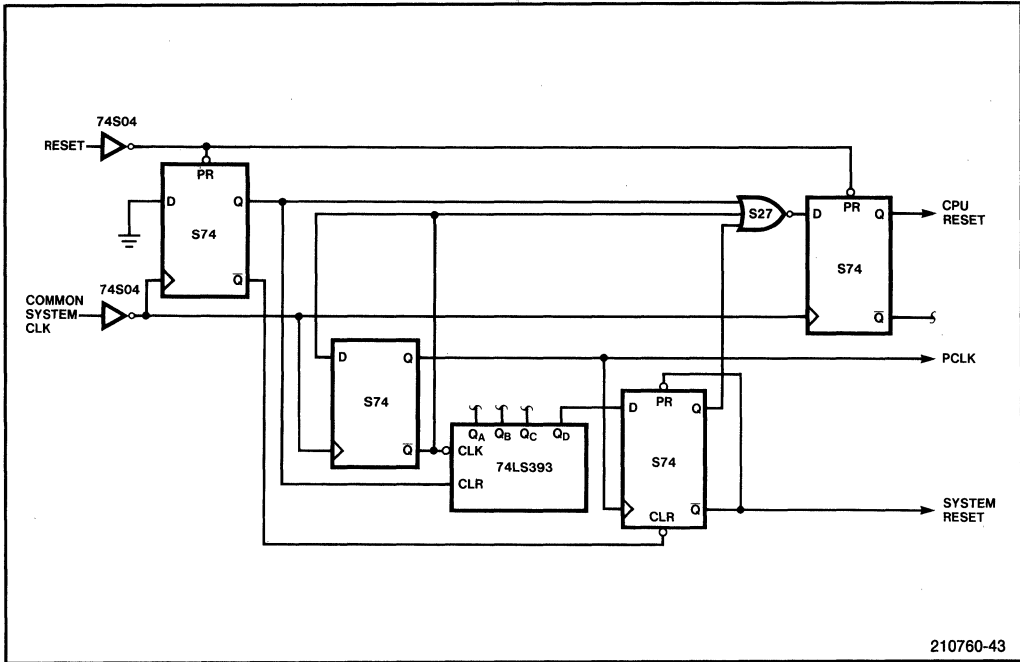 74S04
RESET
PR
D
Q
S74
Q̅
COMMON
SYSTEM
CLK
74S04
S27
D
PR
Q
S74
Q̅
CPU
RESET
D
Q
S74
Q̅
PCLK
QA QB QC QD
CLK
74LS393
CLR
PR
D
Q
S74
CLR
Q̅
SYSTEM
RESET
210760-43